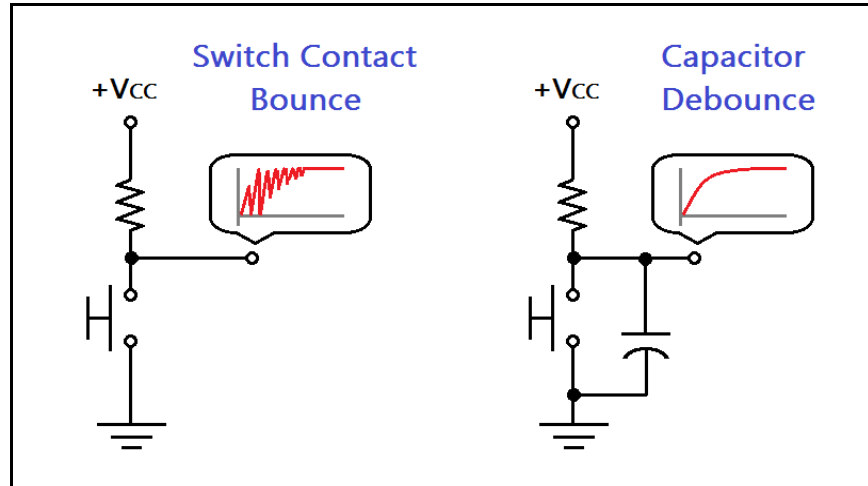 Switch Contact
Bounce
+VCC
Capacitor
Debounce
+VCC